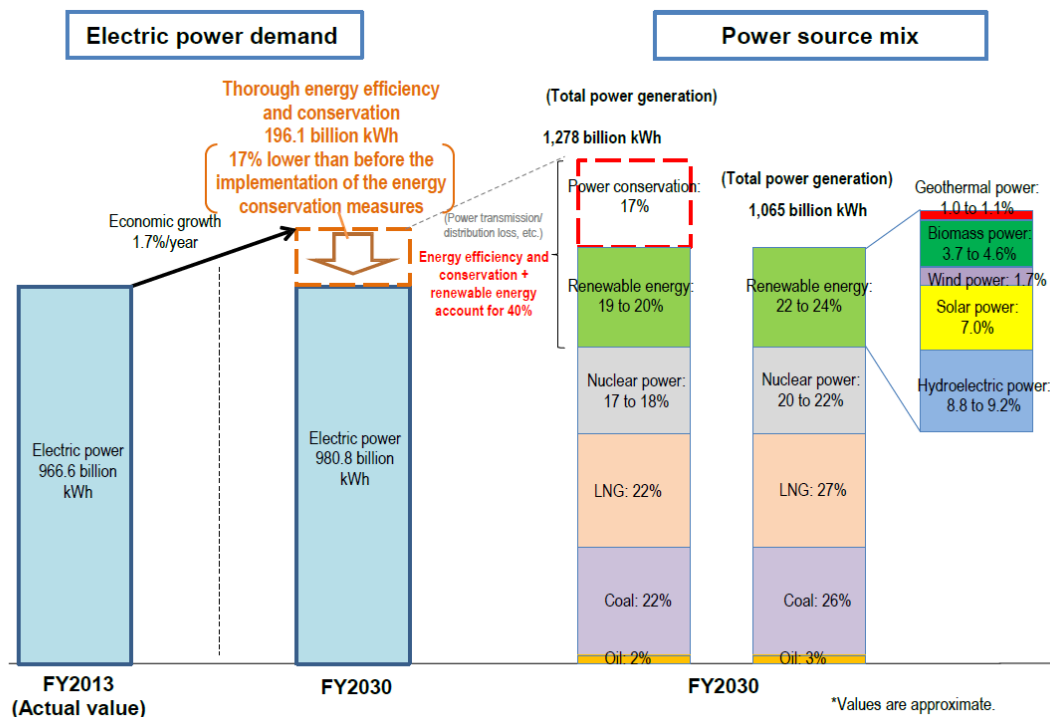 Electric power demand
Power source mix
Thorough energy efficiency
and conservation
196.1 billion kWh
17% lower than before the
implementation of the energy
conservation measures
Economic growth
1.7%/year
(Power transmission/
distribution loss, etc.)
Energy efficiency and
conservation +
renewable energy
account for 40%
Electric power
966.6 billion
kWh
Electric power
980.8 billion
kWh
(Total power generation)
1,278 billion kWh
Power conservation:
17%
Renewable energy:
19 to 20%
Nuclear power:
17 to 18%
LNG: 22%
Coal: 22%
Oil: 2%
(Total power generation)
1,065 billion kWh
Renewable energy:
22 to 24%
Nuclear power:
20 to 22%
LNG: 27%
Coal: 26%
Oil: 3%
Geothermal power:
1.0 to 1.1%
Biomass power:
3.7 to 4.6%
Wind power: 1.7%
Solar power:
7.0%
Hydroelectric power:
8.8 to 9.2%
FY2013
(Actual value)
FY2030
FY2030
*Values are approximate.